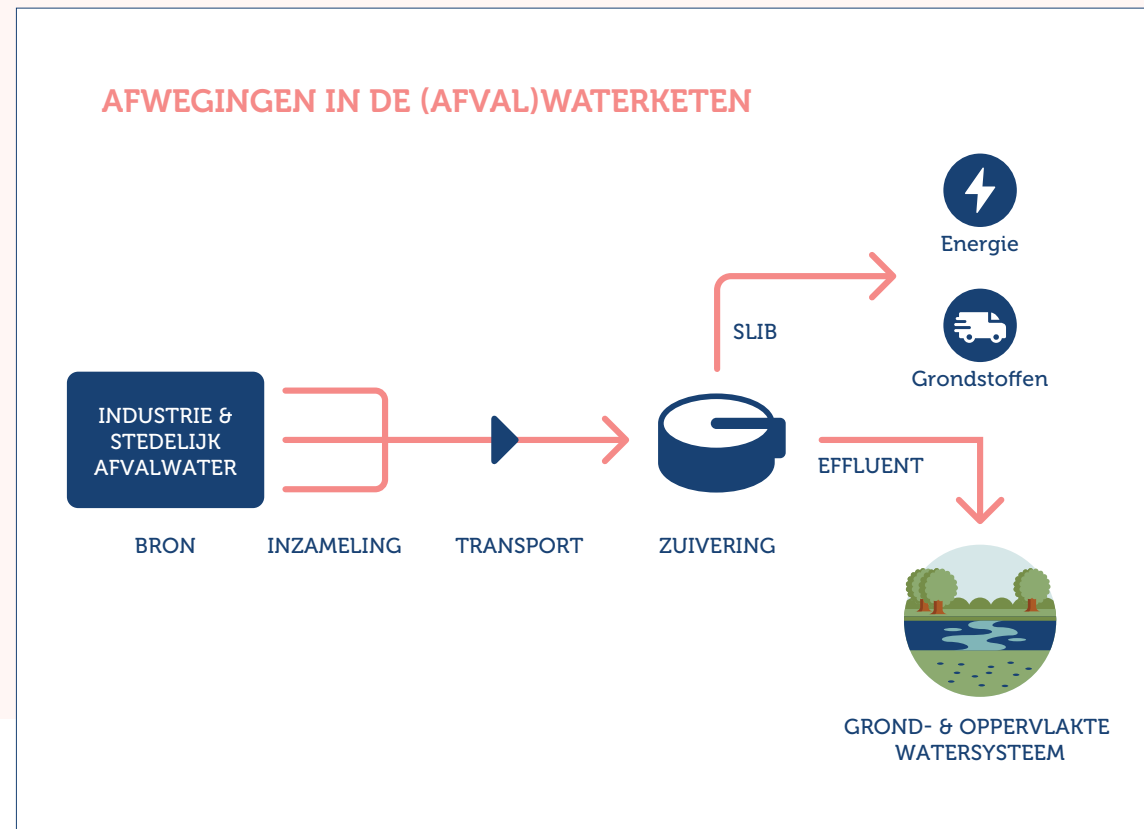 AFWEGINGEN IN DE (AFVAL)WATERKETEN
Energie
SLIB
Grondstoffen
INDUSTRIE &
STEDELIJK
AFVALWATER
EFFLUENT
BRON
INZAMELING
TRANSPORT
ZUIVERING
GROND- & OPPERVLAKTE
WATERSYSTEEM